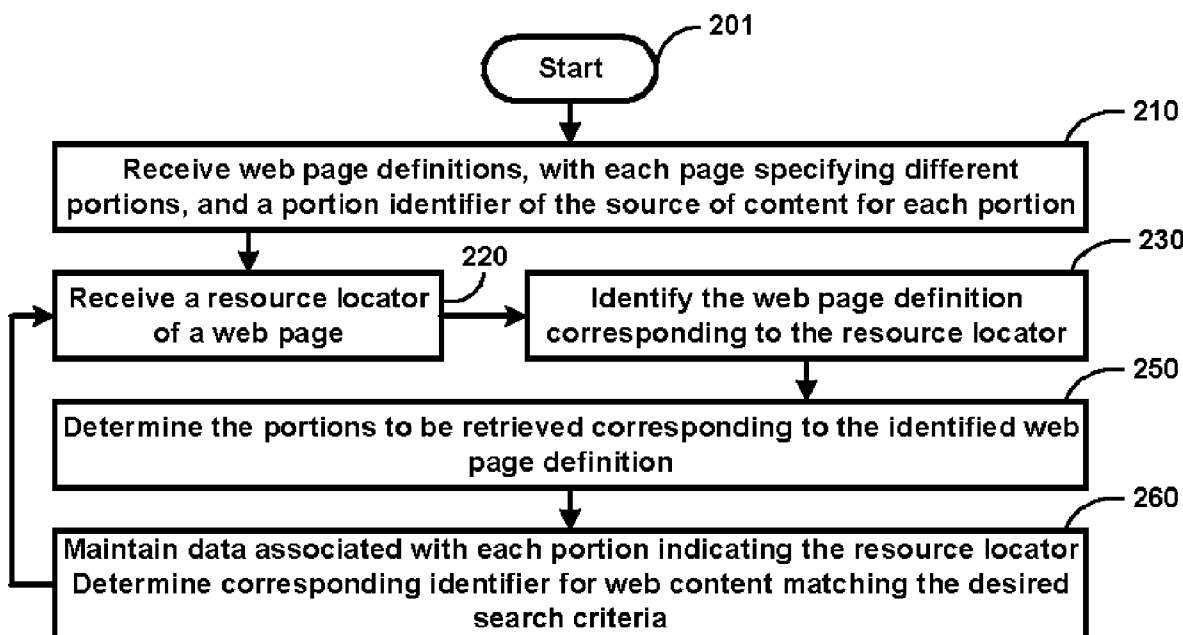 201
Start
210
Receive web page definitions, with each page specifying different
portions, and a portion identifier of the source of content for each portion
220
230
Receive a resource locator
of a web page
Identify the web page definition
corresponding to the resource locator
250
Determine the portions to be retrieved corresponding to the identified web
page definition
260
Maintain data associated with each portion indicating the resource locator
Determine corresponding identifier for web content matching the desired
search criteria